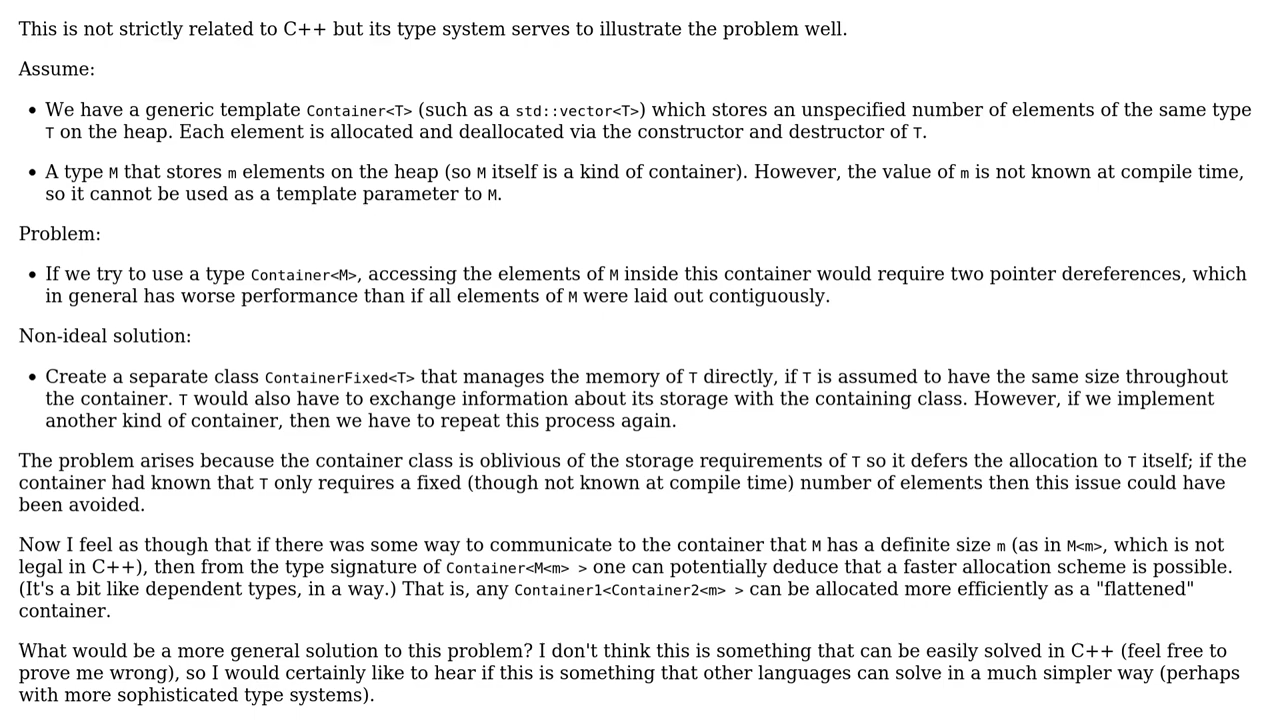 This is not strictly related to C++ but its type system serves to illustrate the problem well.
Assume:
• We have a generic template Container<T> (such as a std::vector<T>) which stores an unspecified number of elements of the same type
T on the heap. Each element is allocated and deallocated via the constructor and destructor of T.
• A type M that stores m elements on the heap (so M itself is a kind of container). However, the value of m is not known at compile time,
so it cannot be used as a template parameter to M.
Problem:
• If we try to use a type Container<M>, accessing the elements of M inside this container would require two pointer dereferences, which
in general has worse performance than if all elements of M were laid out contiguously.
Non-ideal solution:
• Create a separate class ContainerFixed<T> that manages the memory of T directly, if T is assumed to have the same size throughout
the container. T would also have to exchange information about its storage with the containing class. However, if we implement
another kind of container, then we have to repeat this process again.
The problem arises because the container class is oblivious of the storage requirements of T so it defers the allocation to T itself; if the
container had known that T only requires a fixed (though not known at compile time) number of elements then this issue could have
been avoided.
Now I feel as though that if there was some way to communicate to the container that M has a definite size m (as in M<m>, which is not
legal in C++), then from the type signature of Container<M<m> > one can potentially deduce that a faster allocation scheme is possible.
(It's a bit like dependent types, in a way.) That is, any Container1<Container2<m> > can be allocated more efficiently as a "flattened"
container.
What would be a more general solution to this problem? I don't think this is something that can be easily solved in C++ (feel free to
prove me wrong), so I would certainly like to hear if this is something that other languages can solve in a much simpler way (perhaps
with more sophisticated type systems).